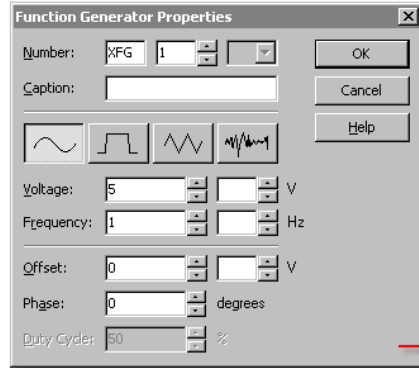 Function Generator Properties
Number: XFG 1
OK
Caption:
Cancel
Help
Voltage: 5 V
Frequency: 1 Hz
Offset: 0 V
Phase: 0 degrees
Duty Cycle: 50 %